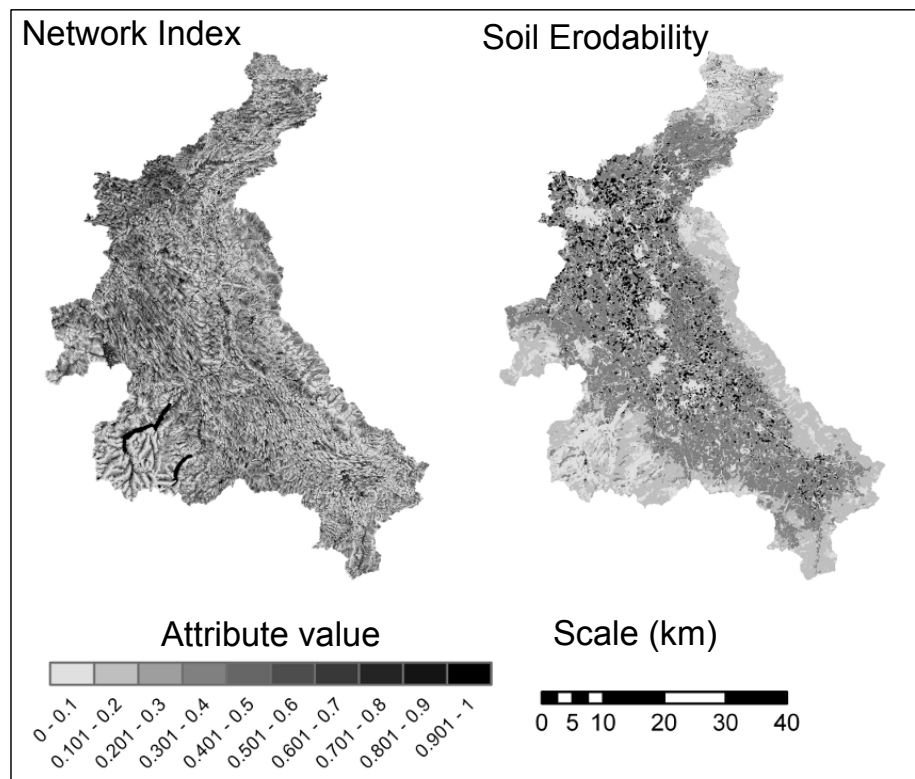 Network Index
Soil Erodability
Attribute value
0 - 0.1
0.101 - 0.2
0.201 - 0.3
0.301 - 0.4
0.401 - 0.5
0.501 - 0.6
0.601 - 0.7
0.701 - 0.8
0.801 - 0.9
0.901 - 1
Scale (km)
0 5 10 20 30 40